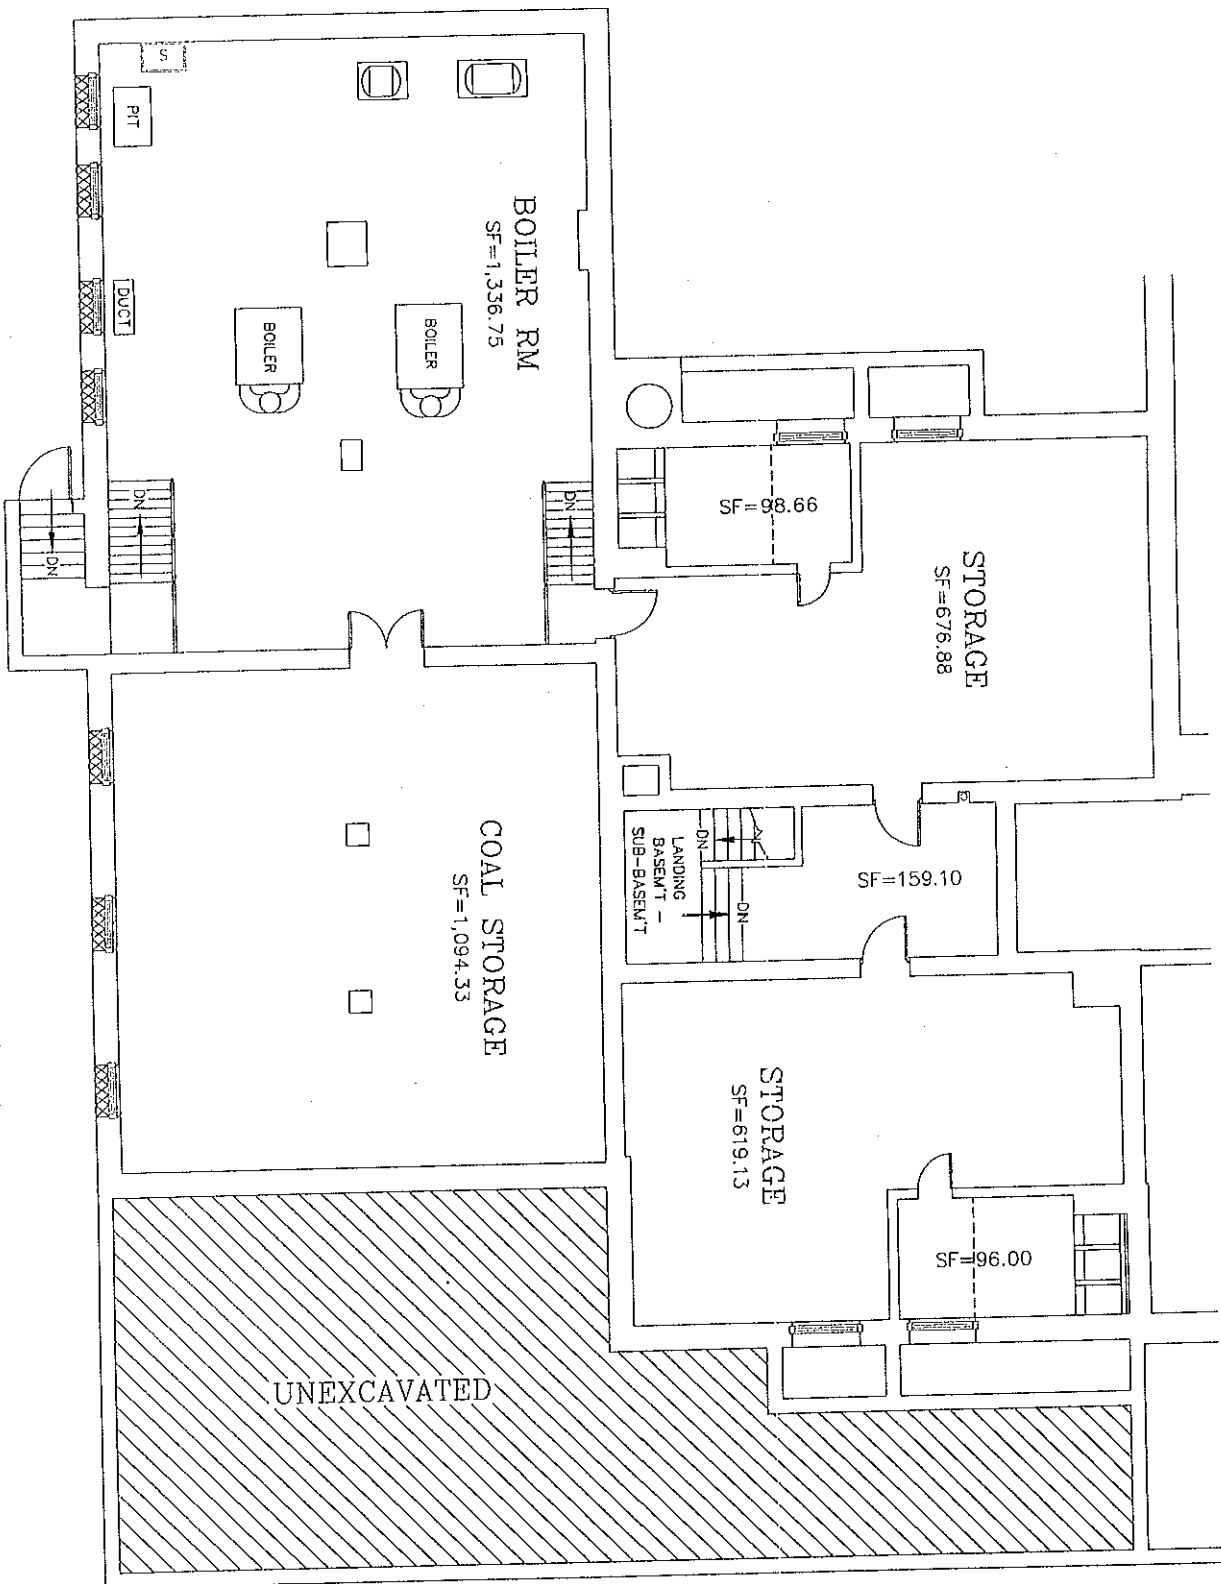 S
PIT
BOILER RM
SF=1,336.75
DUCT
BOILER
BOILER
DN
DN
DN
SF=98.66
STORAGE
SF=676.88
DN
LANDING
BASEM'T -
SUB-BASEM'T
DN
SF=159.10
COAL STORAGE
SF=1,094.33
STORAGE
SF=619.13
SF=96.00
UNEXCAVATED